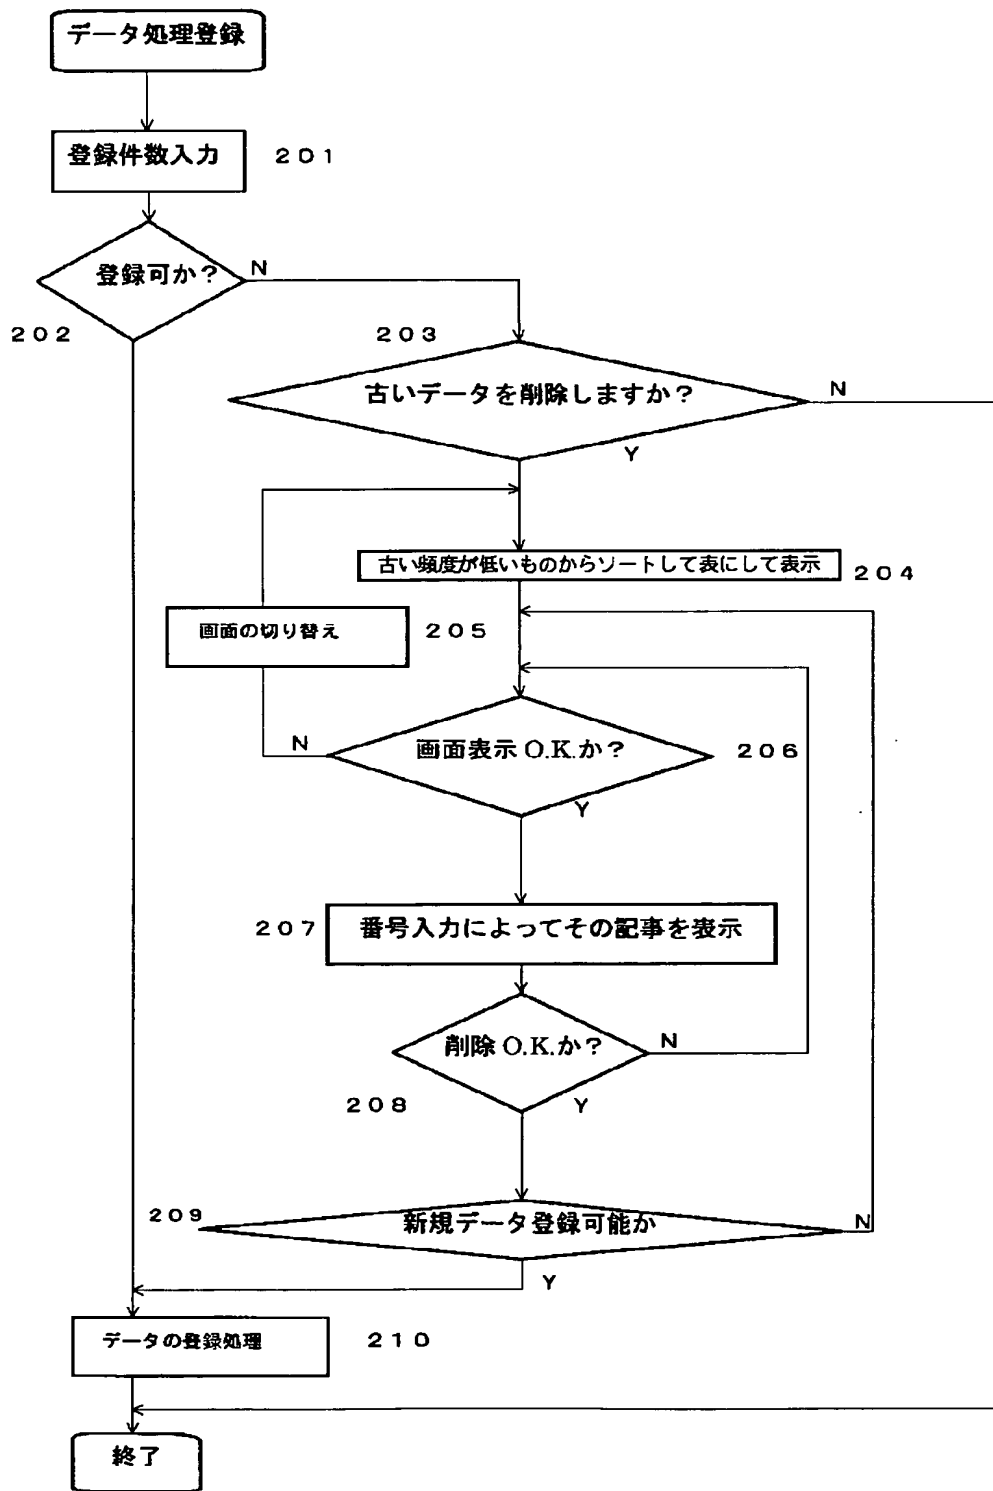 データ処理登録
登録件数入力 201
登録可か? N
202
203
古いデータを削除しますか? N
Y
古い頻度が低いものからソートして表にして表示 204
画面の切り替え 205
N 画面表示 O.K.か? 206
Y
207 番号入力によってその記事を表示
削除 O.K.か? N
208 Y
209 新規データ登録可能か N
Y
データの登録処理 210
終了